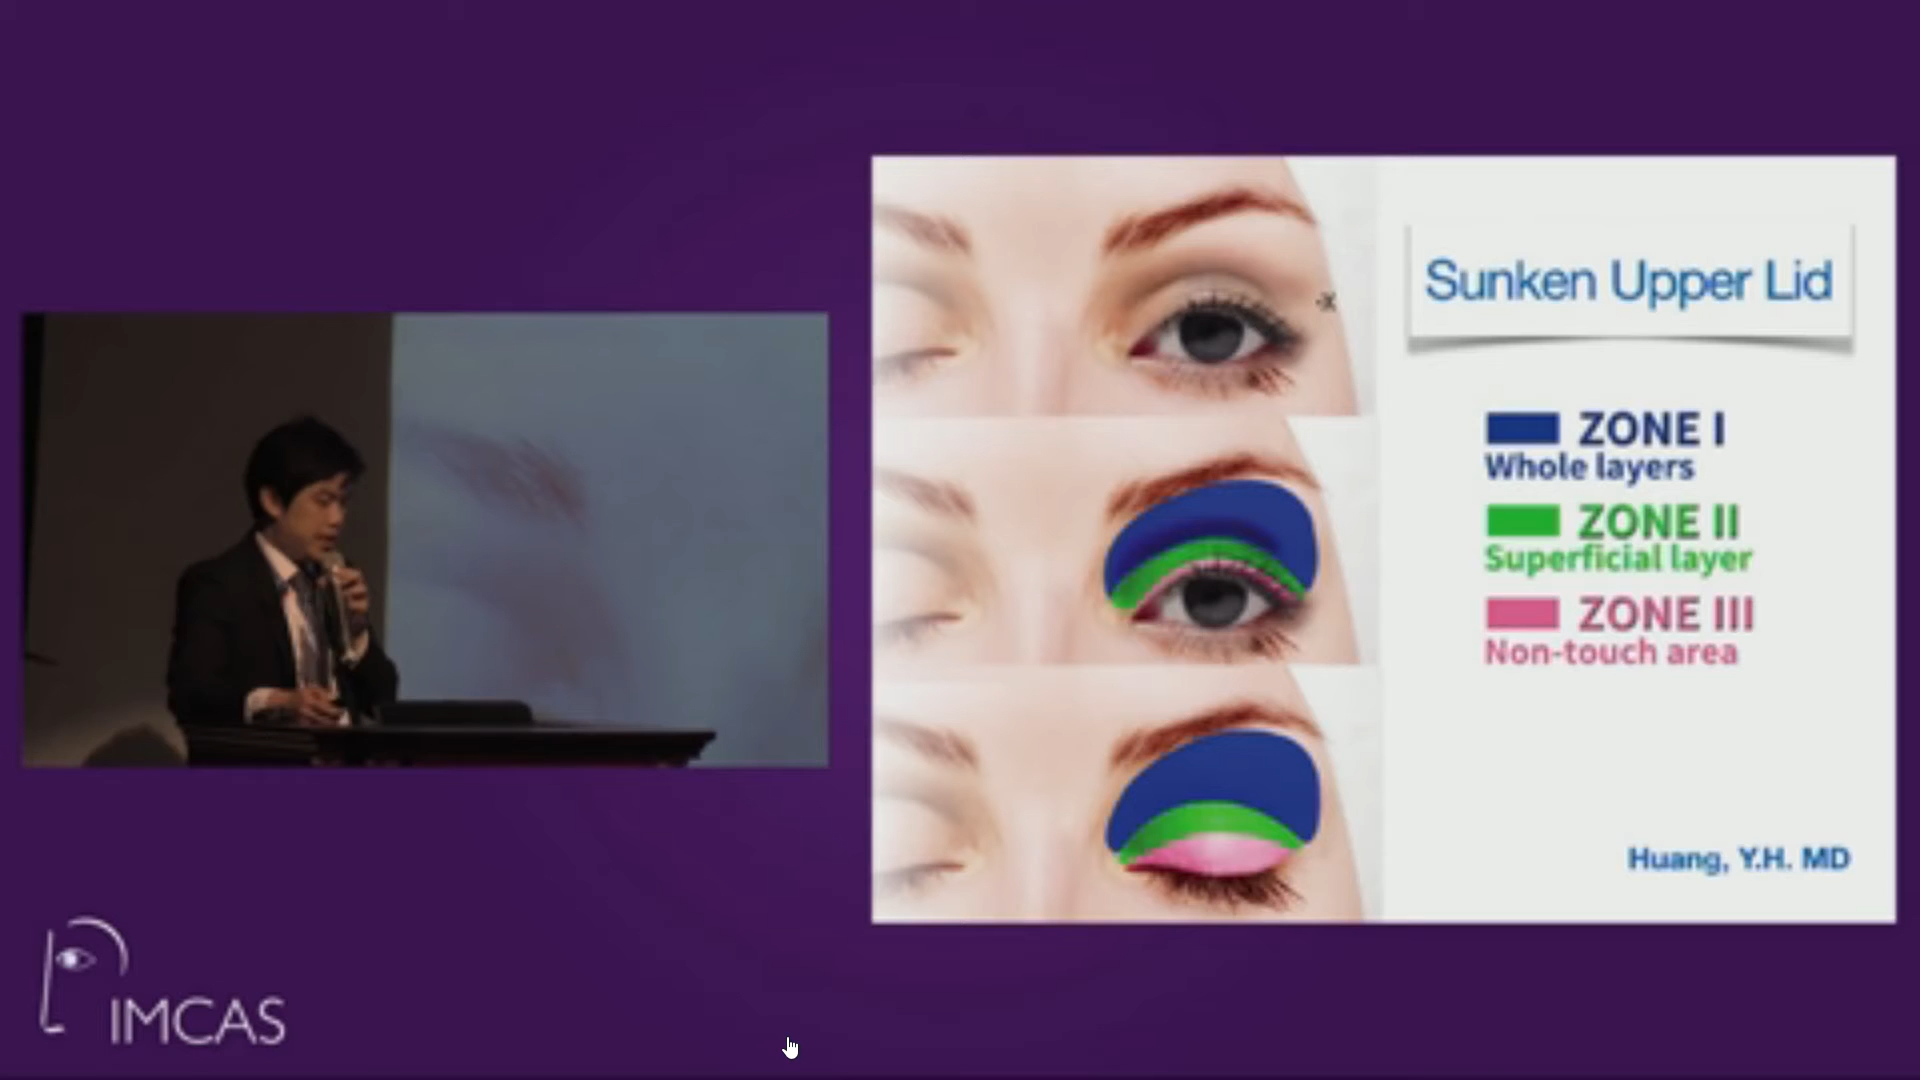 Sunken Upper Lid
ZONE I
Whole layers
ZONE II
Superficial layer
ZONE III
Non-touch area
Huang, Y.H. MD
IMCAS